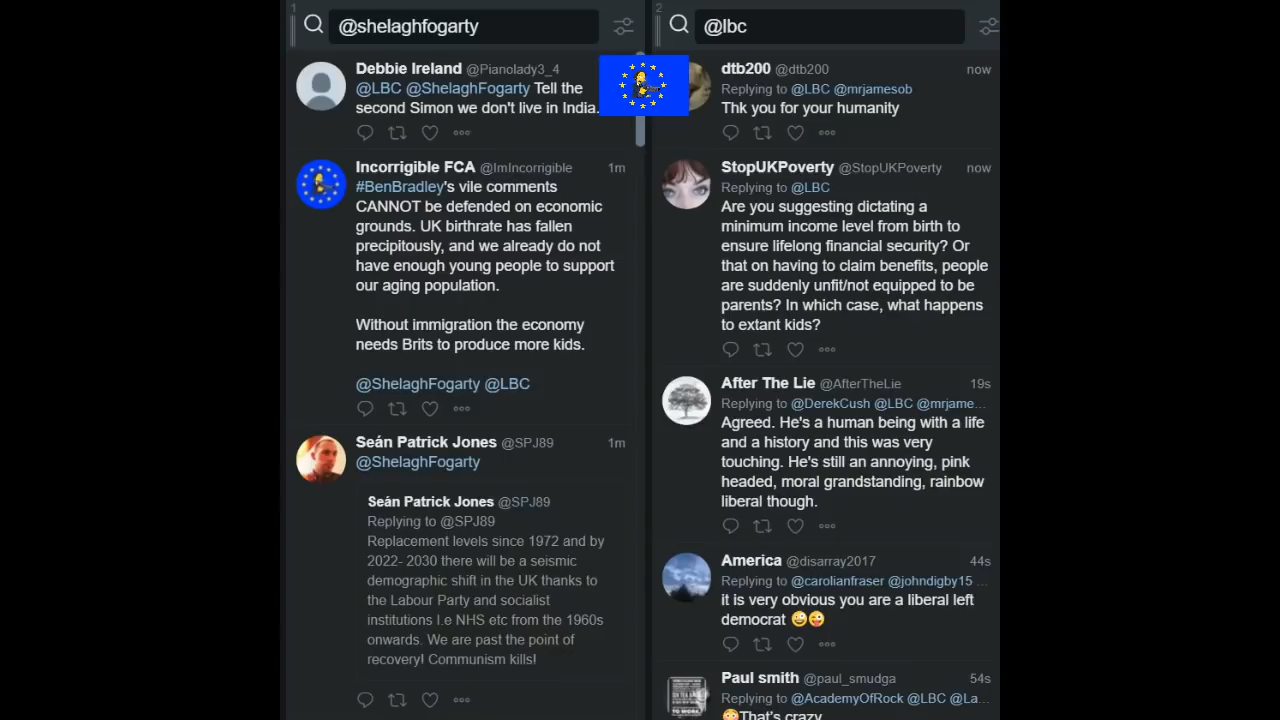 1
@shelaghfogarty
Debbie Ireland @Pianolady3_4
@LBC @ShelaghFogarty Tell the
second Simon we don't live in India.
Incorrigible FCA @ImIncorrigible 1m
#BenBradley's vile comments
CANNOT be defended on economic
grounds. UK birthrate has fallen
precipitously, and we already do not
have enough young people to support
our aging population.
Without immigration the economy
needs Brits to produce more kids.
@ShelaghFogarty @LBC
Seán Patrick Jones @SPJ89 1m
@ShelaghFogarty
Seán Patrick Jones @SPJ89
Replying to @SPJ89
Replacement levels since 1972 and by
2022- 2030 there will be a seismic
demographic shift in the UK thanks to
the Labour Party and socialist
institutions I.e NHS etc from the 1960s
onwards. We are past the point of
recovery! Communism kills!
2
@lbc
dtb200 @dtb200 now
Replying to @LBC @mrjamesob
Thk you for your humanity
StopUKPoverty @StopUKPoverty now
Replying to @LBC
Are you suggesting dictating a
minimum income level from birth to
ensure lifelong financial security? Or
that on having to claim benefits, people
are suddenly unfit/not equipped to be
parents? In which case, what happens
to extant kids?
After The Lie @AfterTheLie 19s
Replying to @DerekCush @LBC @mrjame...
Agreed. He's a human being with a life
and a history and this was very
touching. He's still an annoying, pink
headed, moral grandstanding, rainbow
liberal though.
America @disarray2017 44s
Replying to @carolianfraser @johndigby15 ...
it is very obvious you are a liberal left
democrat 🤪😜
Paul smith @paul_smudga 54s
Replying to @AcademyOfRock @LBC @La...
😳That's crazy